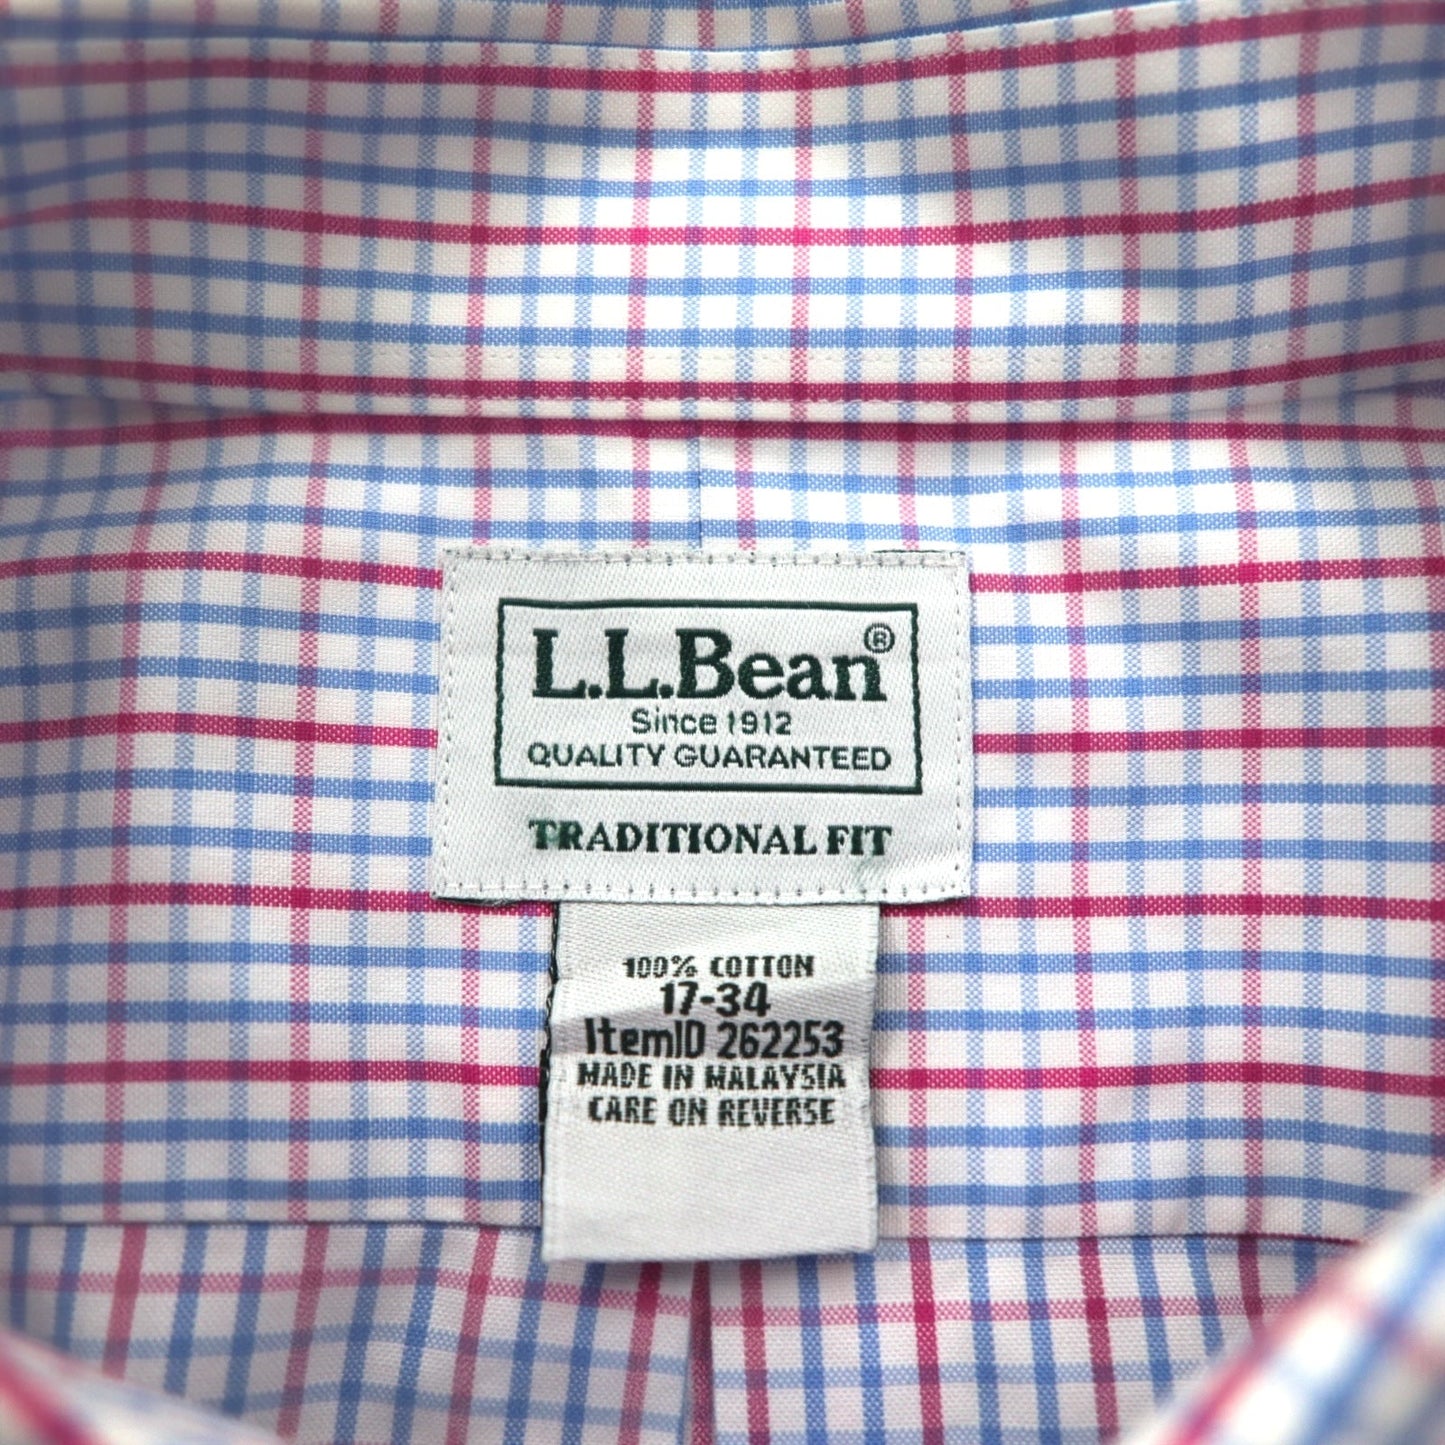 L.L.Bean®
Since 1912
QUALITY GUARANTEED
TRADITIONAL FIT
100% COTTON
17-34
ItemID 262253
MADE IN MALAYSIA
CARE ON REVERSE